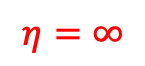 η = ∞